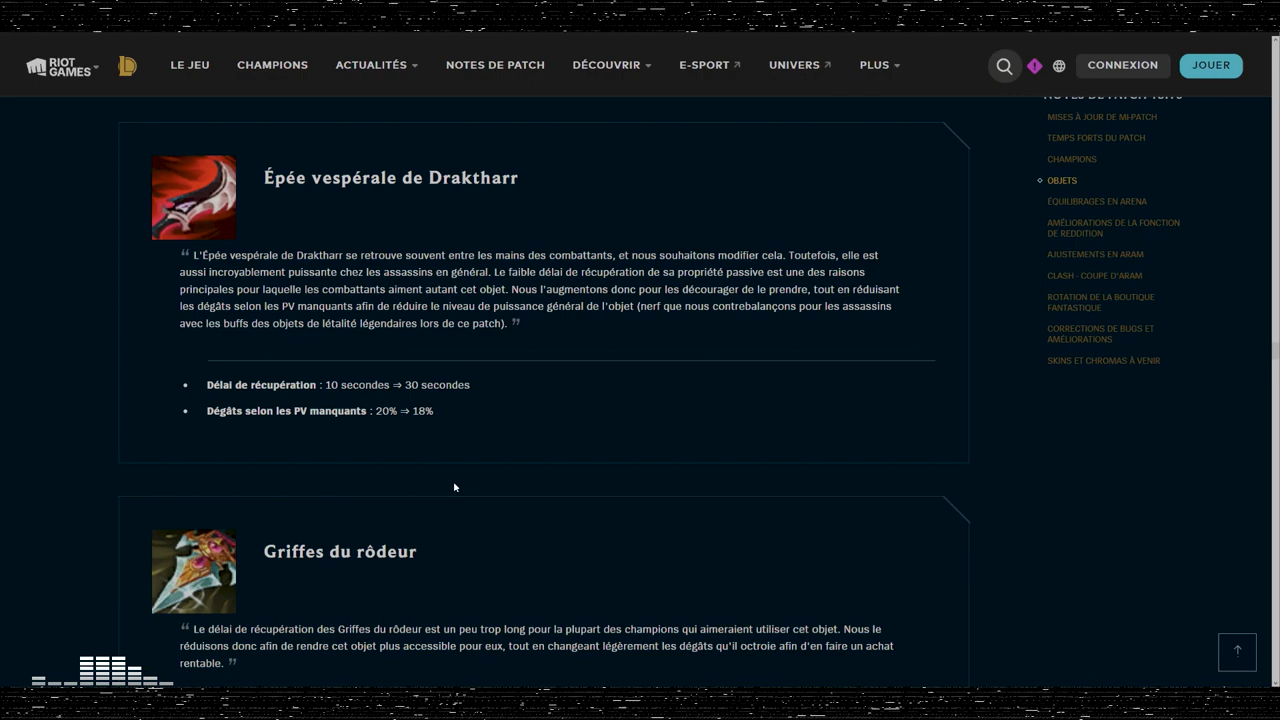 RIOT GAMES
LE JEU
CHAMPIONS
ACTUALITÉS
NOTES DE PATCH
DÉCOUVRIR
E-SPORT
UNIVERS
PLUS
CONNEXION
JOUER
Épée vespérale de Draktharr
“ L'Épée vespérale de Draktharr se retrouve souvent entre les mains des combattants, et nous souhaitons modifier cela. Toutefois, elle est
aussi incroyablement puissante chez les assassins en général. Le faible délai de récupération de sa propriété passive est une des raisons
principales pour laquelle les combattants aiment autant cet objet. Nous l'augmentons donc pour les décourager de le prendre, tout en réduisant
les dégâts selon les PV manquants afin de réduire le niveau de puissance général de l'objet (nerf que nous contrebalançons pour les assassins
avec les buffs des objets de létalité légendaires lors de ce patch). ”
• Délai de récupération : 10 secondes ⇒ 30 secondes
• Dégâts selon les PV manquants : 20% ⇒ 18%
Griffes du rôdeur
“ Le délai de récupération des Griffes du rôdeur est un peu trop long pour la plupart des champions qui aimeraient utiliser cet objet. Nous le
réduisons donc afin de rendre cet objet plus accessible pour eux, tout en changeant légèrement les dégâts qu'il octroie afin d'en faire un achat
rentable. ”
MISES À JOUR DE MI-PATCH
TEMPS FORTS DU PATCH
CHAMPIONS
OBJETS
ÉQUILIBRAGES EN ARENA
AMÉLIORATIONS DE LA FONCTION
DE REDDITION
AJUSTEMENTS EN ARAM
CLASH - COUPE D'ARAM
ROTATION DE LA BOUTIQUE
FANTASTIQUE
CORRECTIONS DE BUGS ET
AMÉLIORATIONS
SKINS ET CHROMAS À VENIR